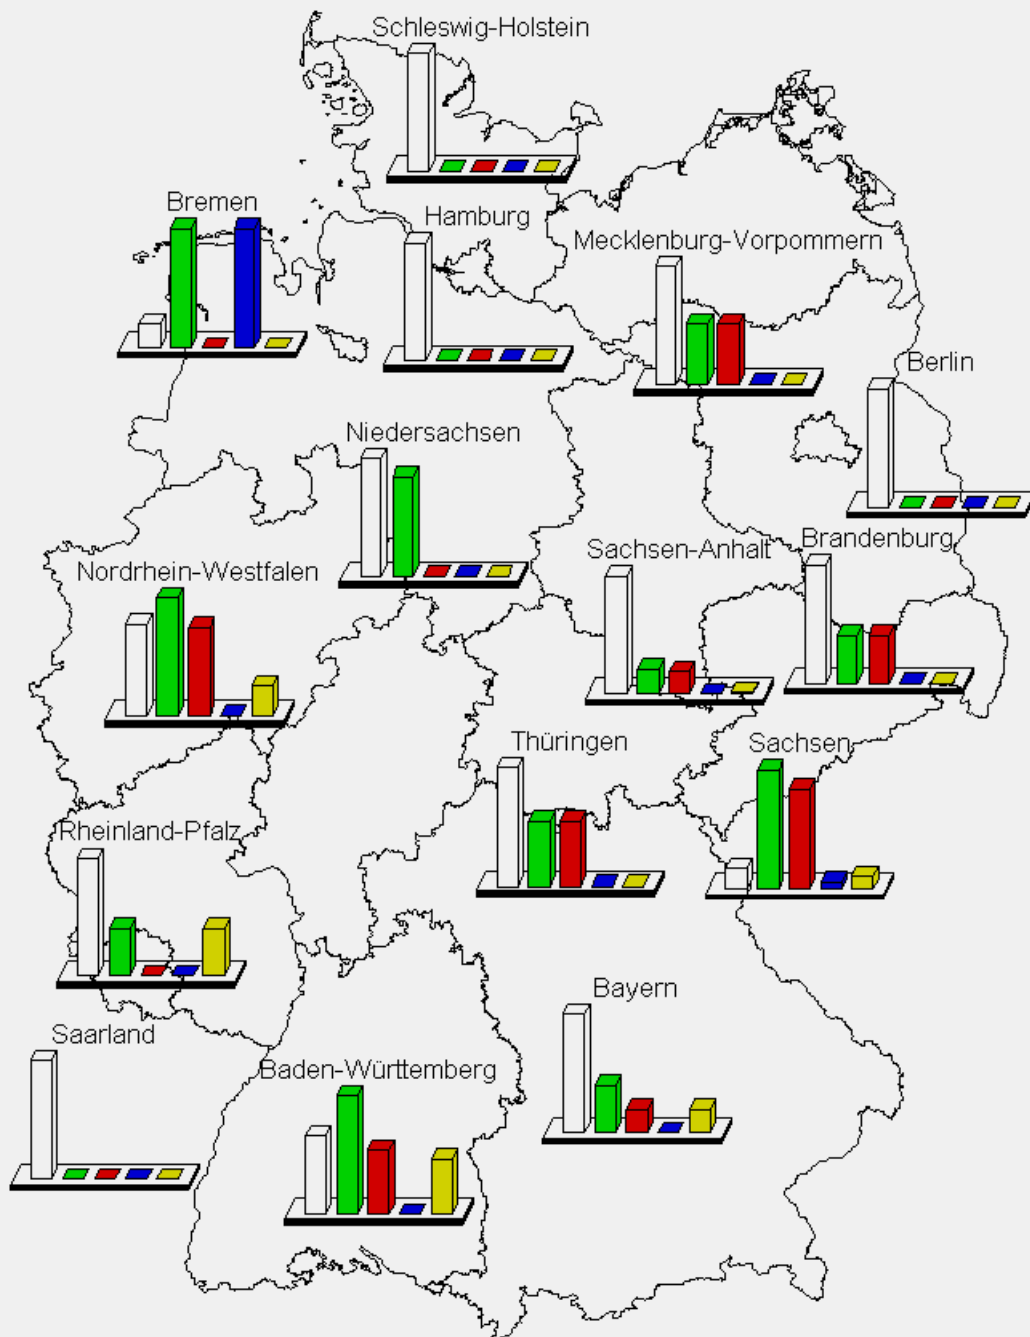 Schleswig-Holstein
Bremen
Hamburg
Mecklenburg-Vorpommern
Berlin
Niedersachsen
Sachsen-Anhalt
Brandenburg
Nordrhein-Westfalen
Thüringen
Sachsen
Rheinland-Pfalz
Bayern
Saarland
Baden-Württemberg